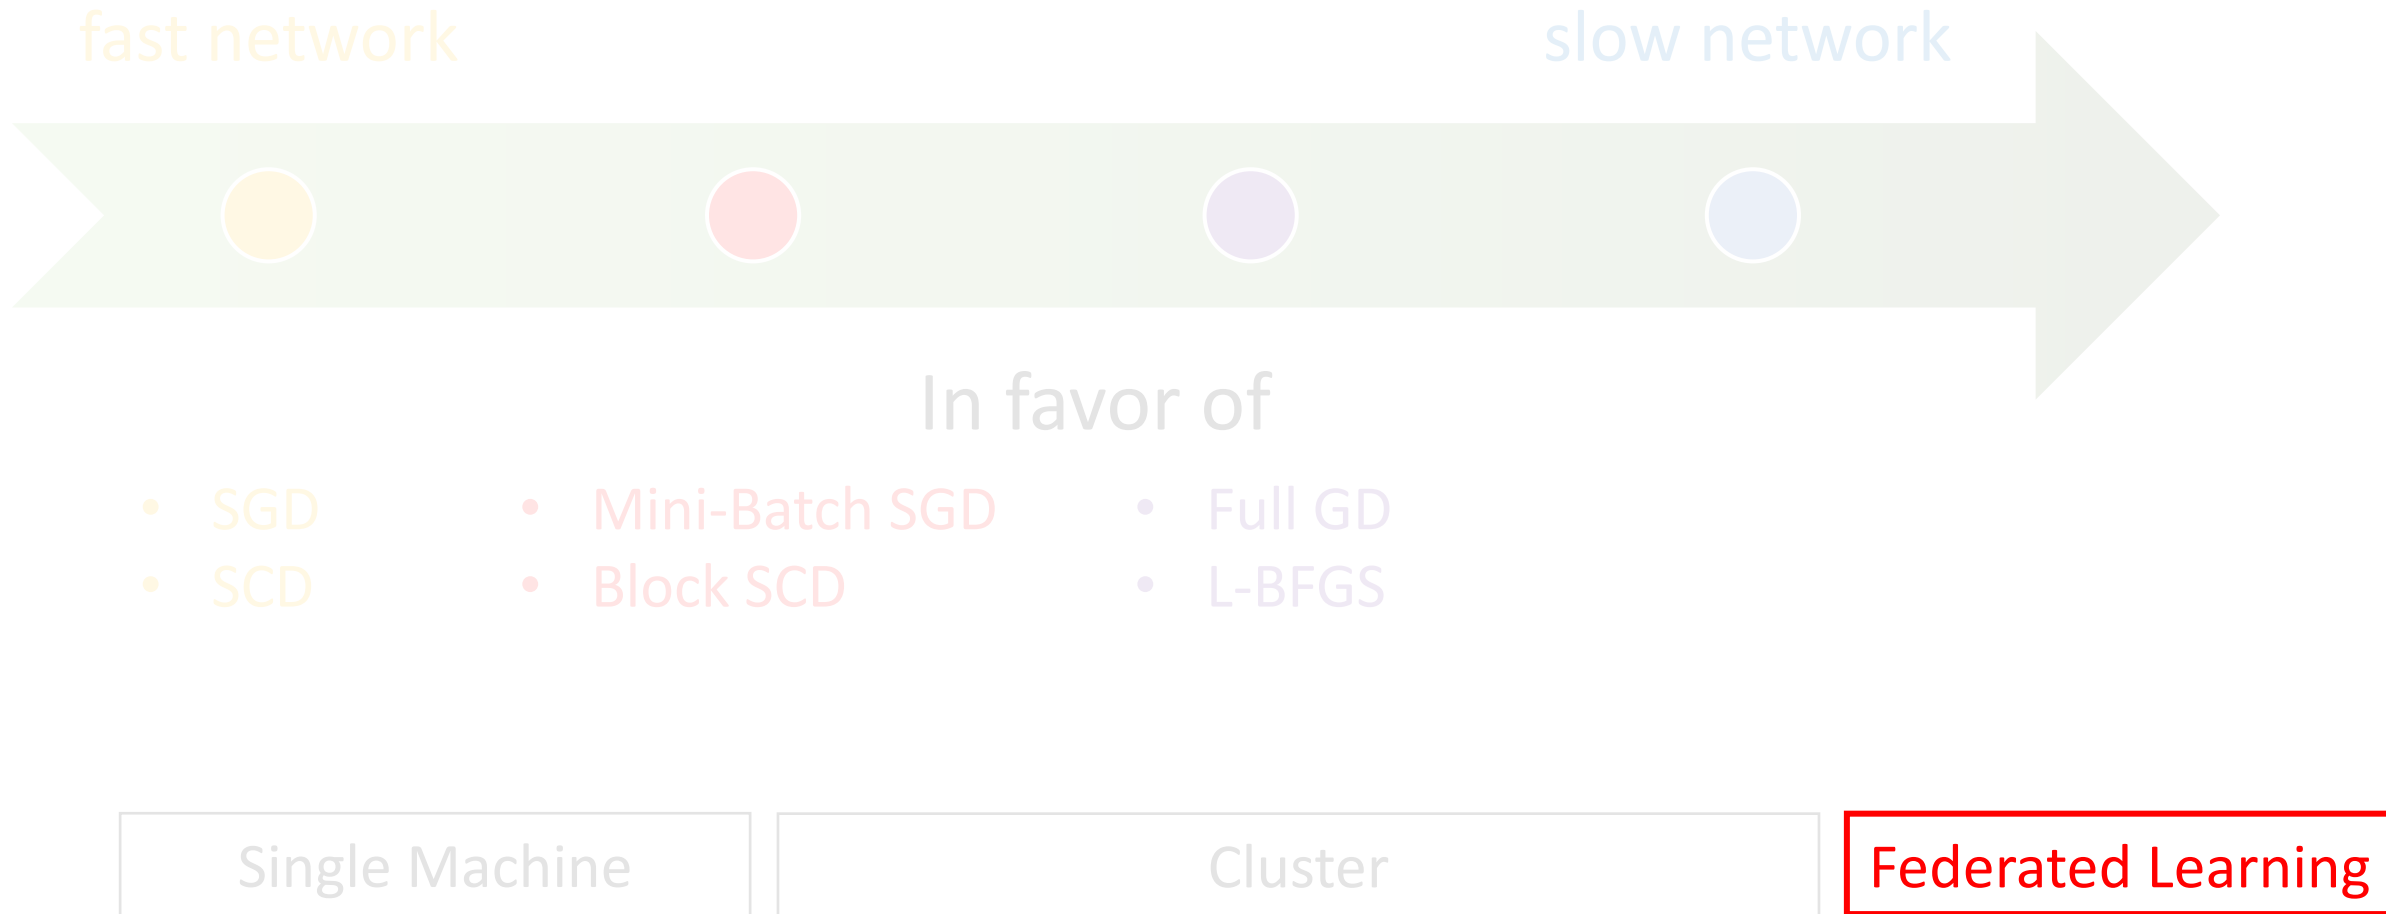 fast network
slow network
In favor of
• SGD
• SCD
• Mini-Batch SGD
• Block SCD
• Full GD
• L-BFGS
Single Machine
Cluster
Federated Learning